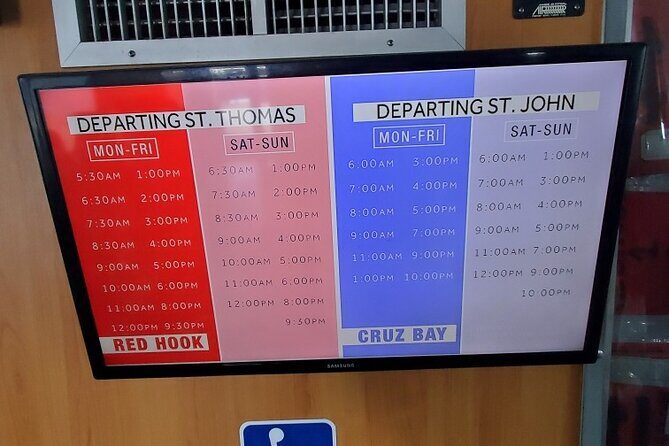 DEPARTING ST. THOMAS
MON-FRI
5:30AM 1:00PM
6:30AM 2:00PM
7:30AM 3:00PM
8:30AM 4:00PM
9:00AM 5:00PM
10:00AM 6:00PM
11:00AM 8:00PM
12:00PM 9:30PM
RED HOOK
SAT-SUN
6:30AM 1:00PM
7:30AM 2:00PM
8:30AM 3:00PM
9:00AM 4:00PM
10:00AM 5:00PM
11:00AM 6:00PM
12:00PM 8:00PM
9:30PM
DEPARTING ST. JOHN
MON-FRI
6:00AM 3:00PM
7:00AM 4:00PM
8:00AM 5:00PM
9:00AM 7:00PM
11:00AM 9:00PM
1:00PM 10:00PM
CRUZ BAY
SAT-SUN
6:00AM 1:00PM
7:00AM 3:00PM
8:00AM 4:00PM
9:00AM 5:00PM
11:00AM 7:00PM
12:00PM 9:00PM
10:00PM
SAMSUNG